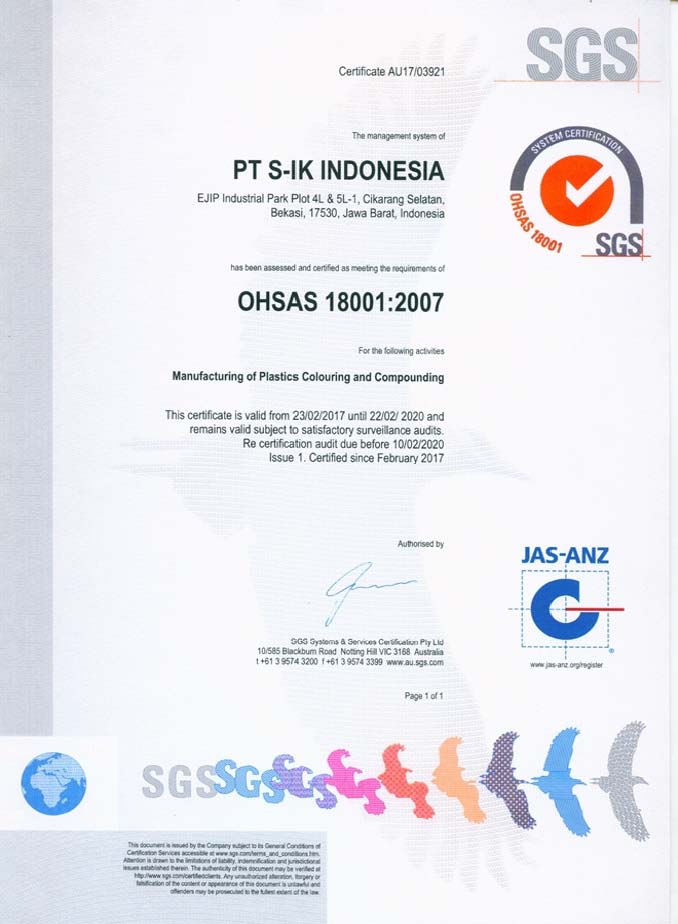 Certificate AU17/03921
SGS
The management system of
PT S-IK INDONESIA
EJIP Industrial Park Plot 4L & 5L-1, Cikarang Selatan,
Bekasi, 17530, Jawa Barat, Indonesia
SYSTEM CERTIFICATION
OHSAS 18001
SGS
has been assessed and certified as meeting the requirements of
OHSAS 18001:2007
For the following activities
Manufacturing of Plastics Colouring and Compounding
This certificate is valid from 23/02/2017 until 22/02/ 2020 and
remains valid subject to satisfactory surveillance audits.
Re certification audit due before 10/02/2020
Issue 1. Certified since February 2017
Authorised by
JAS-ANZ
®
www.jas-anz.org/register
SGS Systems & Services Certification Pty Ltd
10/585 Blackburn Road Notting Hill VIC 3168 Australia
t +61 3 9574 3200 f +61 3 9574 3399 www.au.sgs.com
Page 1 of 1
SGS SGS
This document is issued by the Company subject to its General Conditions of
Certification Services accessible at www.sgs.com/terms_and_conditions.htm.
Attention is drawn to the limitations of liability, indemnification and jurisdictional
issues established therein. The authenticity of this document may be verified at
http://www.sgs.com/certifiedclients. Any unauthorized alteration, forgery or
falsification of the content or appearance of this document is unlawful and
offenders may be prosecuted to the fullest extent of the law.